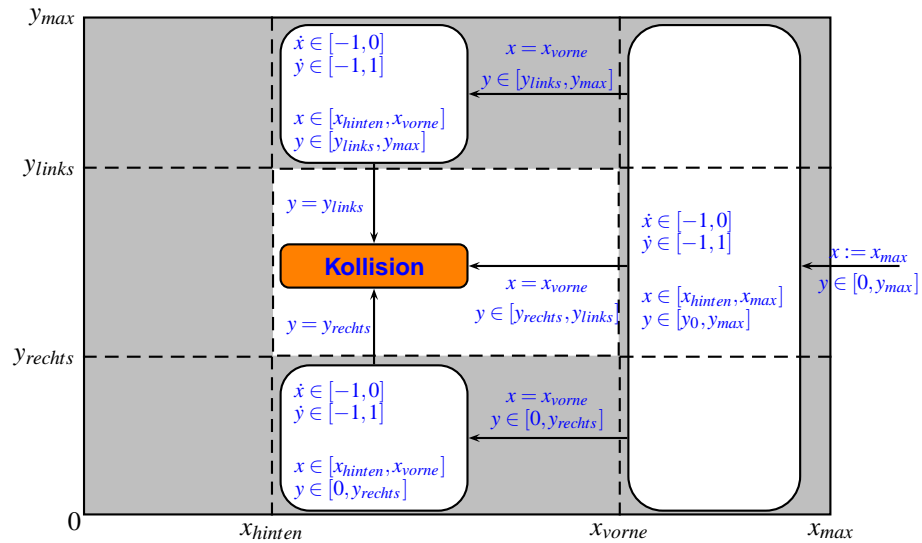 y_max
ẋ ∈ [−1,0]
ẏ ∈ [−1,1]
x ∈ [x_hinten, x_vorne]
y ∈ [y_links, y_max]
x = x_vorne
y ∈ [y_links, y_max]
y_links
y = y_links
ẋ ∈ [−1,0]
ẏ ∈ [−1,1]
x ∈ [x_hinten, x_max]
y ∈ [y_0, y_max]
x := x_max
y ∈ [0, y_max]
Kollision
x = x_vorne
y ∈ [y_rechts, y_links]
y = y_rechts
y_rechts
ẋ ∈ [−1,0]
ẏ ∈ [−1,1]
x ∈ [x_hinten, x_vorne]
y ∈ [0, y_rechts]
x = x_vorne
y ∈ [0, y_rechts]
0
x_hinten
x_vorne
x_max